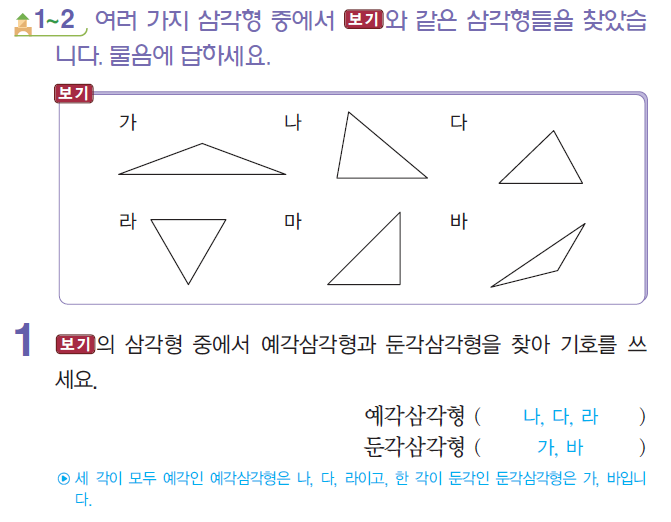 1~2 여러 가지 삼각형 중에서 보기와 같은 삼각형들을 찾았습
니다. 물음에 답하세요.
보기
가 나 다
라 마 바
1 보기의 삼각형 중에서 예각삼각형과 둔각삼각형을 찾아 기호를 쓰
세요.
예각삼각형 ( 나, 다, 라 )
둔각삼각형 ( 가, 바 )
세 각이 모두 예각인 예각삼각형은 나, 다, 라이고, 한 각이 둔각인 둔각삼각형은 가, 바입니
다.